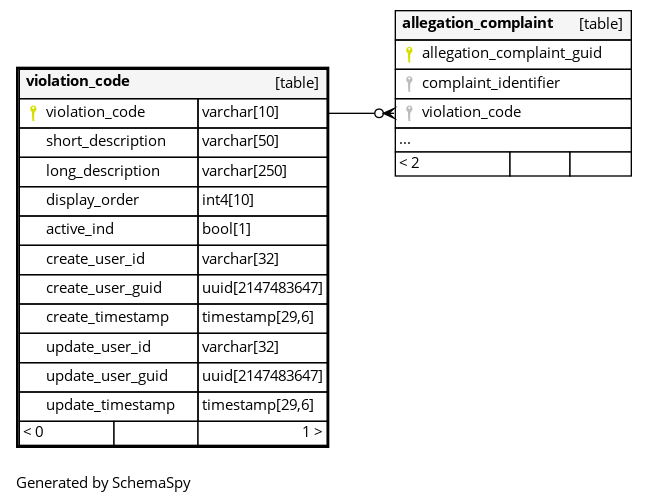 allegation_complaint [table]
allegation_complaint_guid
complaint_identifier
violation_code
...
< 2
violation_code [table]
violation_code varchar[10]
short_description varchar[50]
long_description varchar[250]
display_order int4[10]
active_ind bool[1]
create_user_id varchar[32]
create_user_guid uuid[2147483647]
create_timestamp timestamp[29,6]
update_user_id varchar[32]
update_user_guid uuid[2147483647]
update_timestamp timestamp[29,6]
< 0 1 >
Generated by SchemaSpy